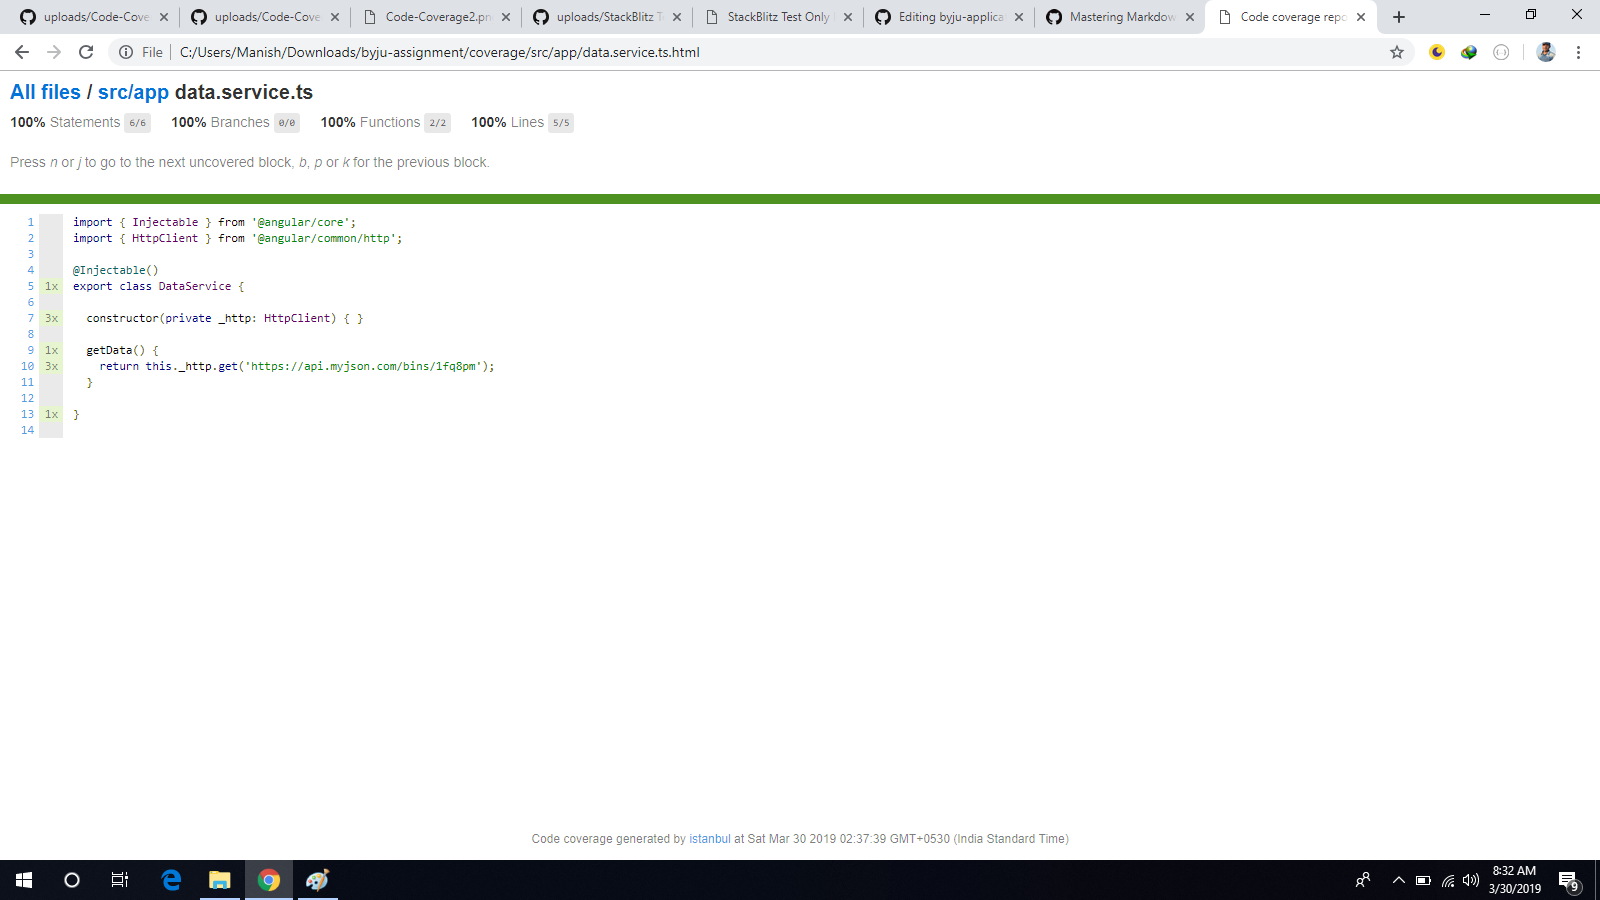 uploads/Code-Cove
uploads/Code-Cove
Code-Coverage2.pn
uploads/StackBlitz T
StackBlitz Test Only
Editing byju-applica
Mastering Markdow
Code coverage repo
File
C:/Users/Manish/Downloads/byju-assignment/coverage/src/app/data.service.ts.html
All files / src/app data.service.ts
100% Statements 6/6 100% Branches 0/0 100% Functions 2/2 100% Lines 5/5
Press n or j to go to the next uncovered block, b, p or k for the previous block.
1 import { Injectable } from '@angular/core';
2 import { HttpClient } from '@angular/common/http';
3
4 @Injectable()
5 1x export class DataService {
6
7 3x constructor(private _http: HttpClient) { }
8
9 1x getData() {
10 3x return this._http.get('https://api.myjson.com/bins/1fq8pm');
11 }
12
13 1x }
14
Code coverage generated by istanbul at Sat Mar 30 2019 02:37:39 GMT+0530 (India Standard Time)
8:32 AM
3/30/2019
9